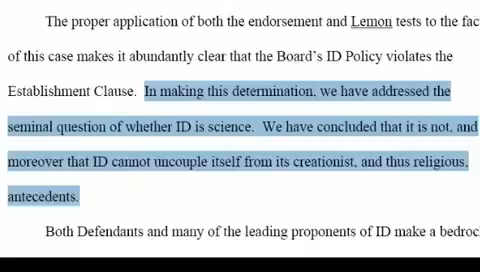 The proper application of both the endorsement and Lemon tests to the
of this case makes it abundantly clear that the Board's ID Policy violates the
Establishment Clause. In making this determination, we have addressed the
seminal question of whether ID is science. We have concluded that it is not, and
moreover that ID cannot uncouple itself from its creationist, and thus religious,
antecedents.
Both Defendants and many of the leading proponents of ID make a